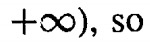 +∞), so